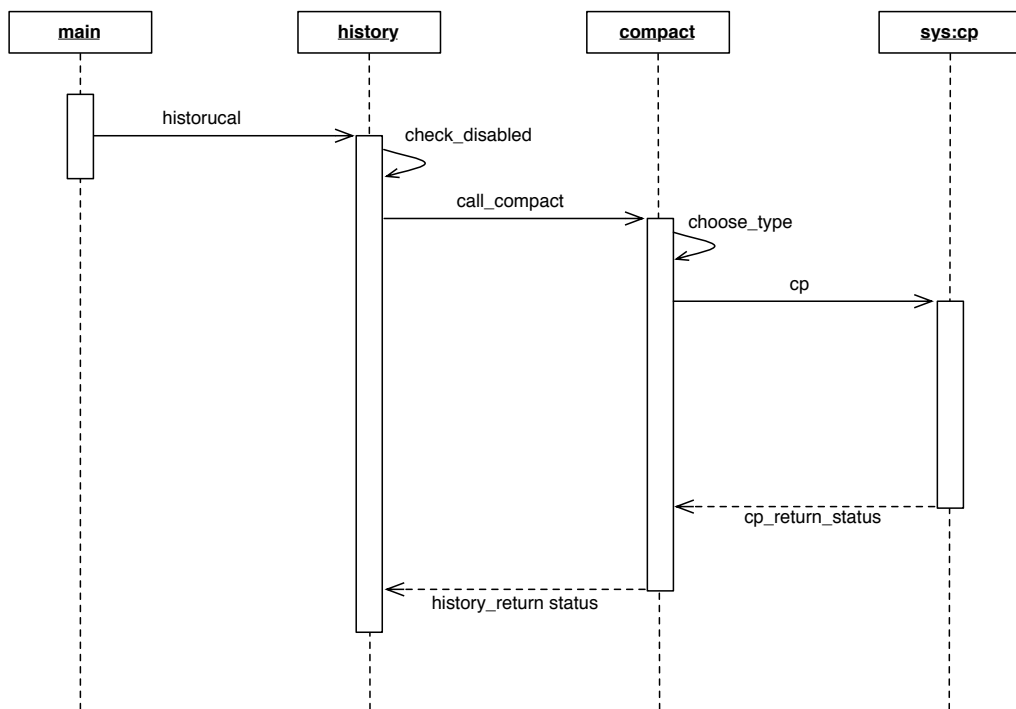 main
history
compact
sys:cp
historucal
check_disabled
call_compact
choose_type
cp
cp_return_status
history_return status